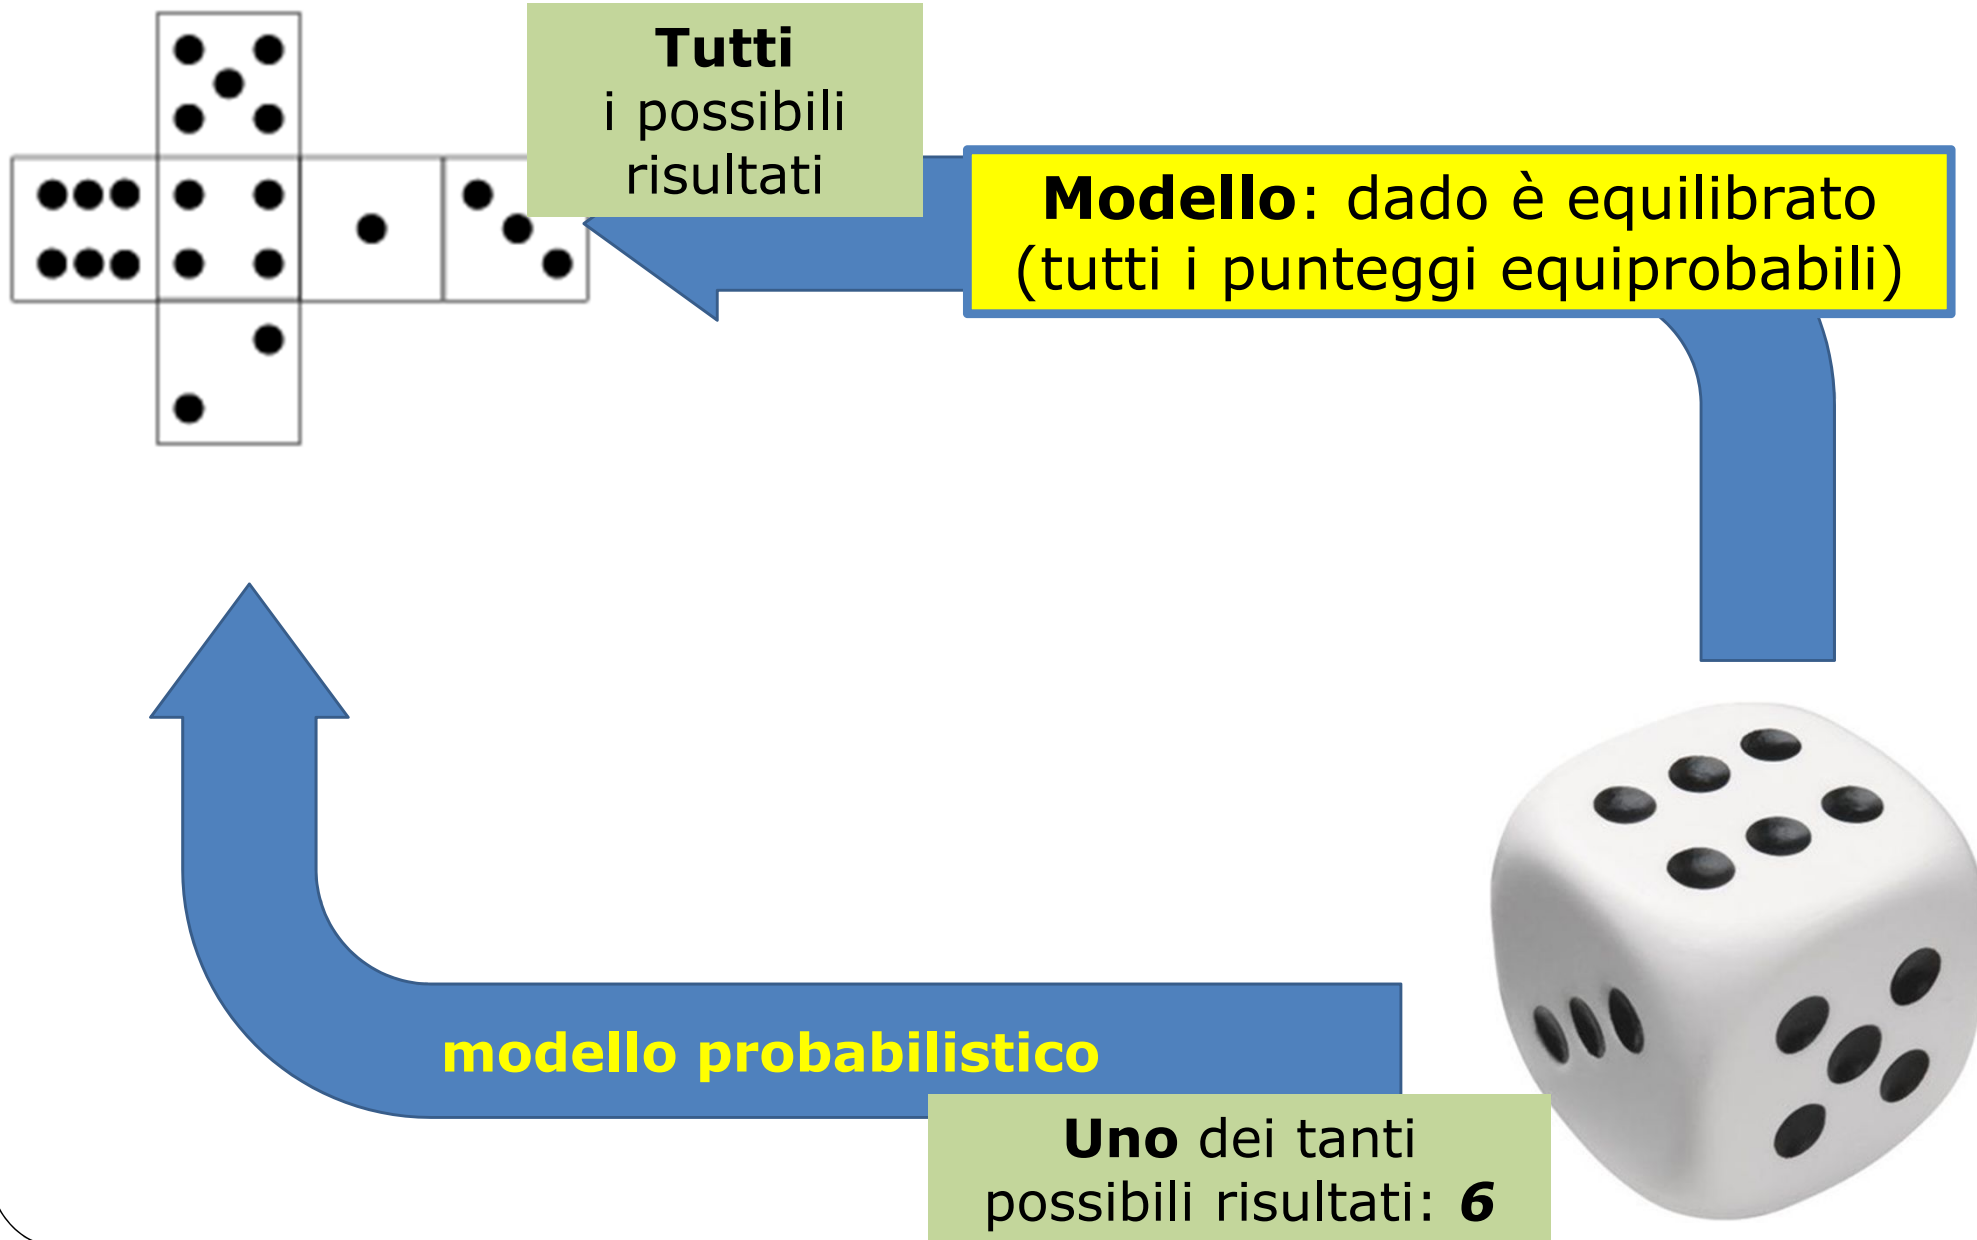 Tutti
i possibili
risultati
Modello: dado è equilibrato
(tutti i punteggi equiprobabili)
modello probabilistico
Uno dei tanti
possibili risultati: 6